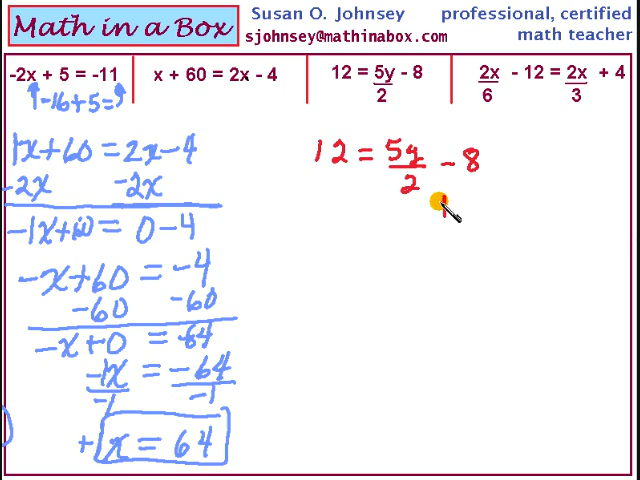 Math in a Box
Susan O. Johnsey professional, certified
sjohnsey@mathinabox.com math teacher
-2x + 5 = -11
x + 60 = 2x - 4
12 = 5y - 8
2
2x - 12 = 2x + 4
6 3
-16+5=
1x+60 = 2x-4
-2x -2x
-1x+60 = 0-4
-x+60 = -4
-60 -60
-x+0 = -64
-1x = -64
-1 -1
+ x = 64
12 = 5y - 8
2